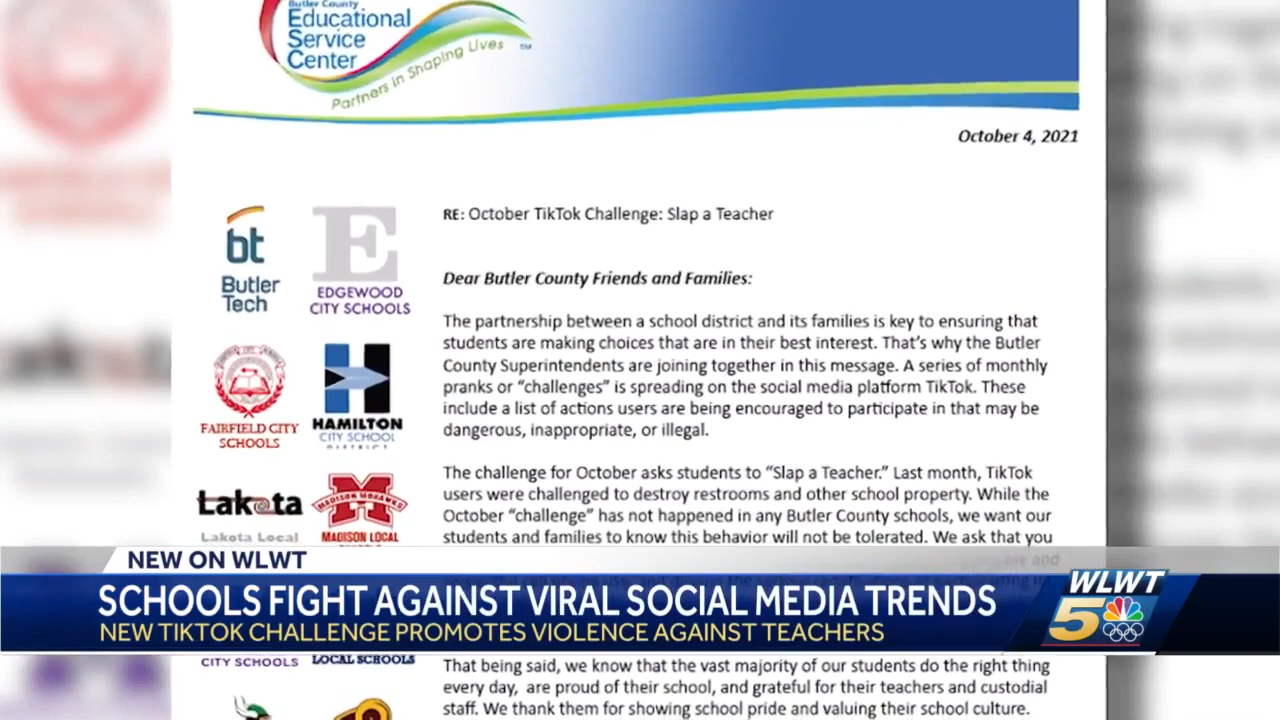 Butler County
Educational
Service
Center
Partners in Shaping Lives
TM
October 4, 2021
bt
Butler
Tech
E
EDGEWOOD
CITY SCHOOLS
FAIRFIELD CITY
SCHOOLS
H
HAMILTON
CITY SCHOOL
DISTRICT
Lakota
Lakota Local
MADISON MOHAWKS
M
MADISON LOCAL
RE: October TikTok Challenge: Slap a Teacher
Dear Butler County Friends and Families:
The partnership between a school district and its families is key to ensuring that
students are making choices that are in their best interest. That's why the Butler
County Superintendents are joining together in this message. A series of monthly
pranks or "challenges" is spreading on the social media platform TikTok. These
include a list of actions users are being encouraged to participate in that may be
dangerous, inappropriate, or illegal.
The challenge for October asks students to "Slap a Teacher." Last month, TikTok
users were challenged to destroy restrooms and other school property. While the
October "challenge" has not happened in any Butler County schools, we want our
students and families to know this behavior will not be tolerated. We ask that you
and
NEW ON WLWT
SCHOOLS FIGHT AGAINST VIRAL SOCIAL MEDIA TRENDS
NEW TIKTOK CHALLENGE PROMOTES VIOLENCE AGAINST TEACHERS
WLWT
5
CITY SCHOOLS
LOCAL SCHOOLS
That being said, we know that the vast majority of our students do the right thing
every day, are proud of their school, and grateful for their teachers and custodial
staff. We thank them for showing school pride and valuing their school culture.